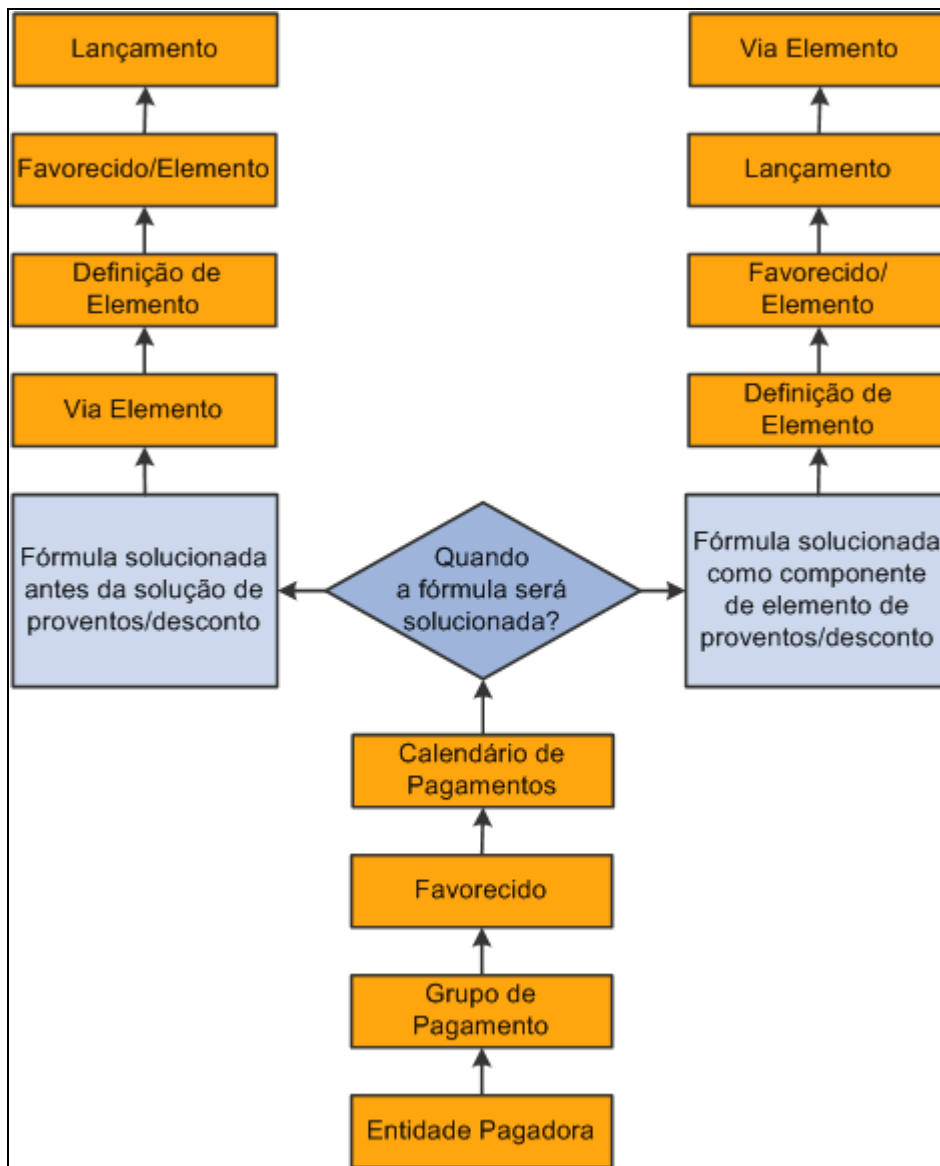 Lançamento
Via Elemento
Favorecido/Elemento
Lançamento
Definição de
Elemento
Favorecido/
Elemento
Via Elemento
Definição de
Elemento
Fórmula solucionada
antes da solução de
proventos/desconto
Quando
a fórmula será
solucionada?
Fórmula solucionada
como componente
de elemento de
proventos/desconto
Calendário de
Pagamentos
Favorecido
Grupo de
Pagamento
Entidade Pagadora